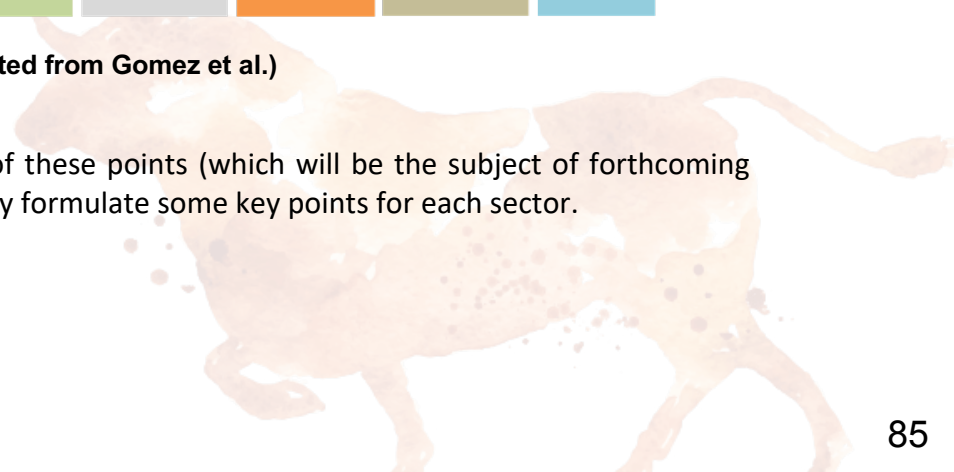 ted from Gomez et al.)
of these points (which will be the subject of forthcoming
y formulate some key points for each sector.
85